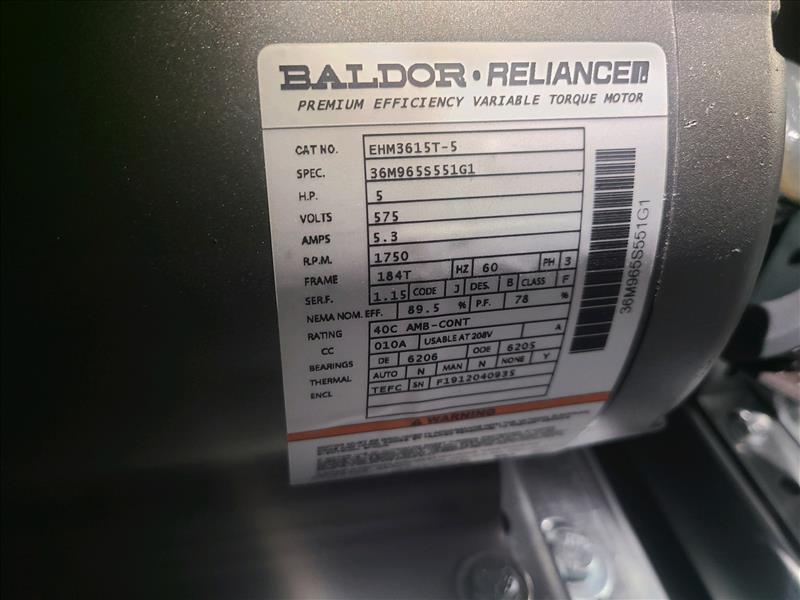 BALDOR · RELIANCE
PREMIUM EFFICIENCY VARIABLE TORQUE MOTOR
CAT NO. EHM3615T-5
SPEC. 36M965S551G1
H.P. 5
VOLTS 575
AMPS 5.3
R.P.M. 1750
FRAME 184T HZ 60 PH 3
SER.F. 1.15 CODE J DES. B CLASS F
NEMA NOM. EFF. 89.5 % P.F. 78 %
RATING 40C AMB-CONT
CC 010A USABLE AT 208V A
BEARINGS DE 6206 ODE 6205
THERMAL AUTO N MAN N NONE Y
ENCL TEFC SN F1912040935
36M965S551G1
WARNING